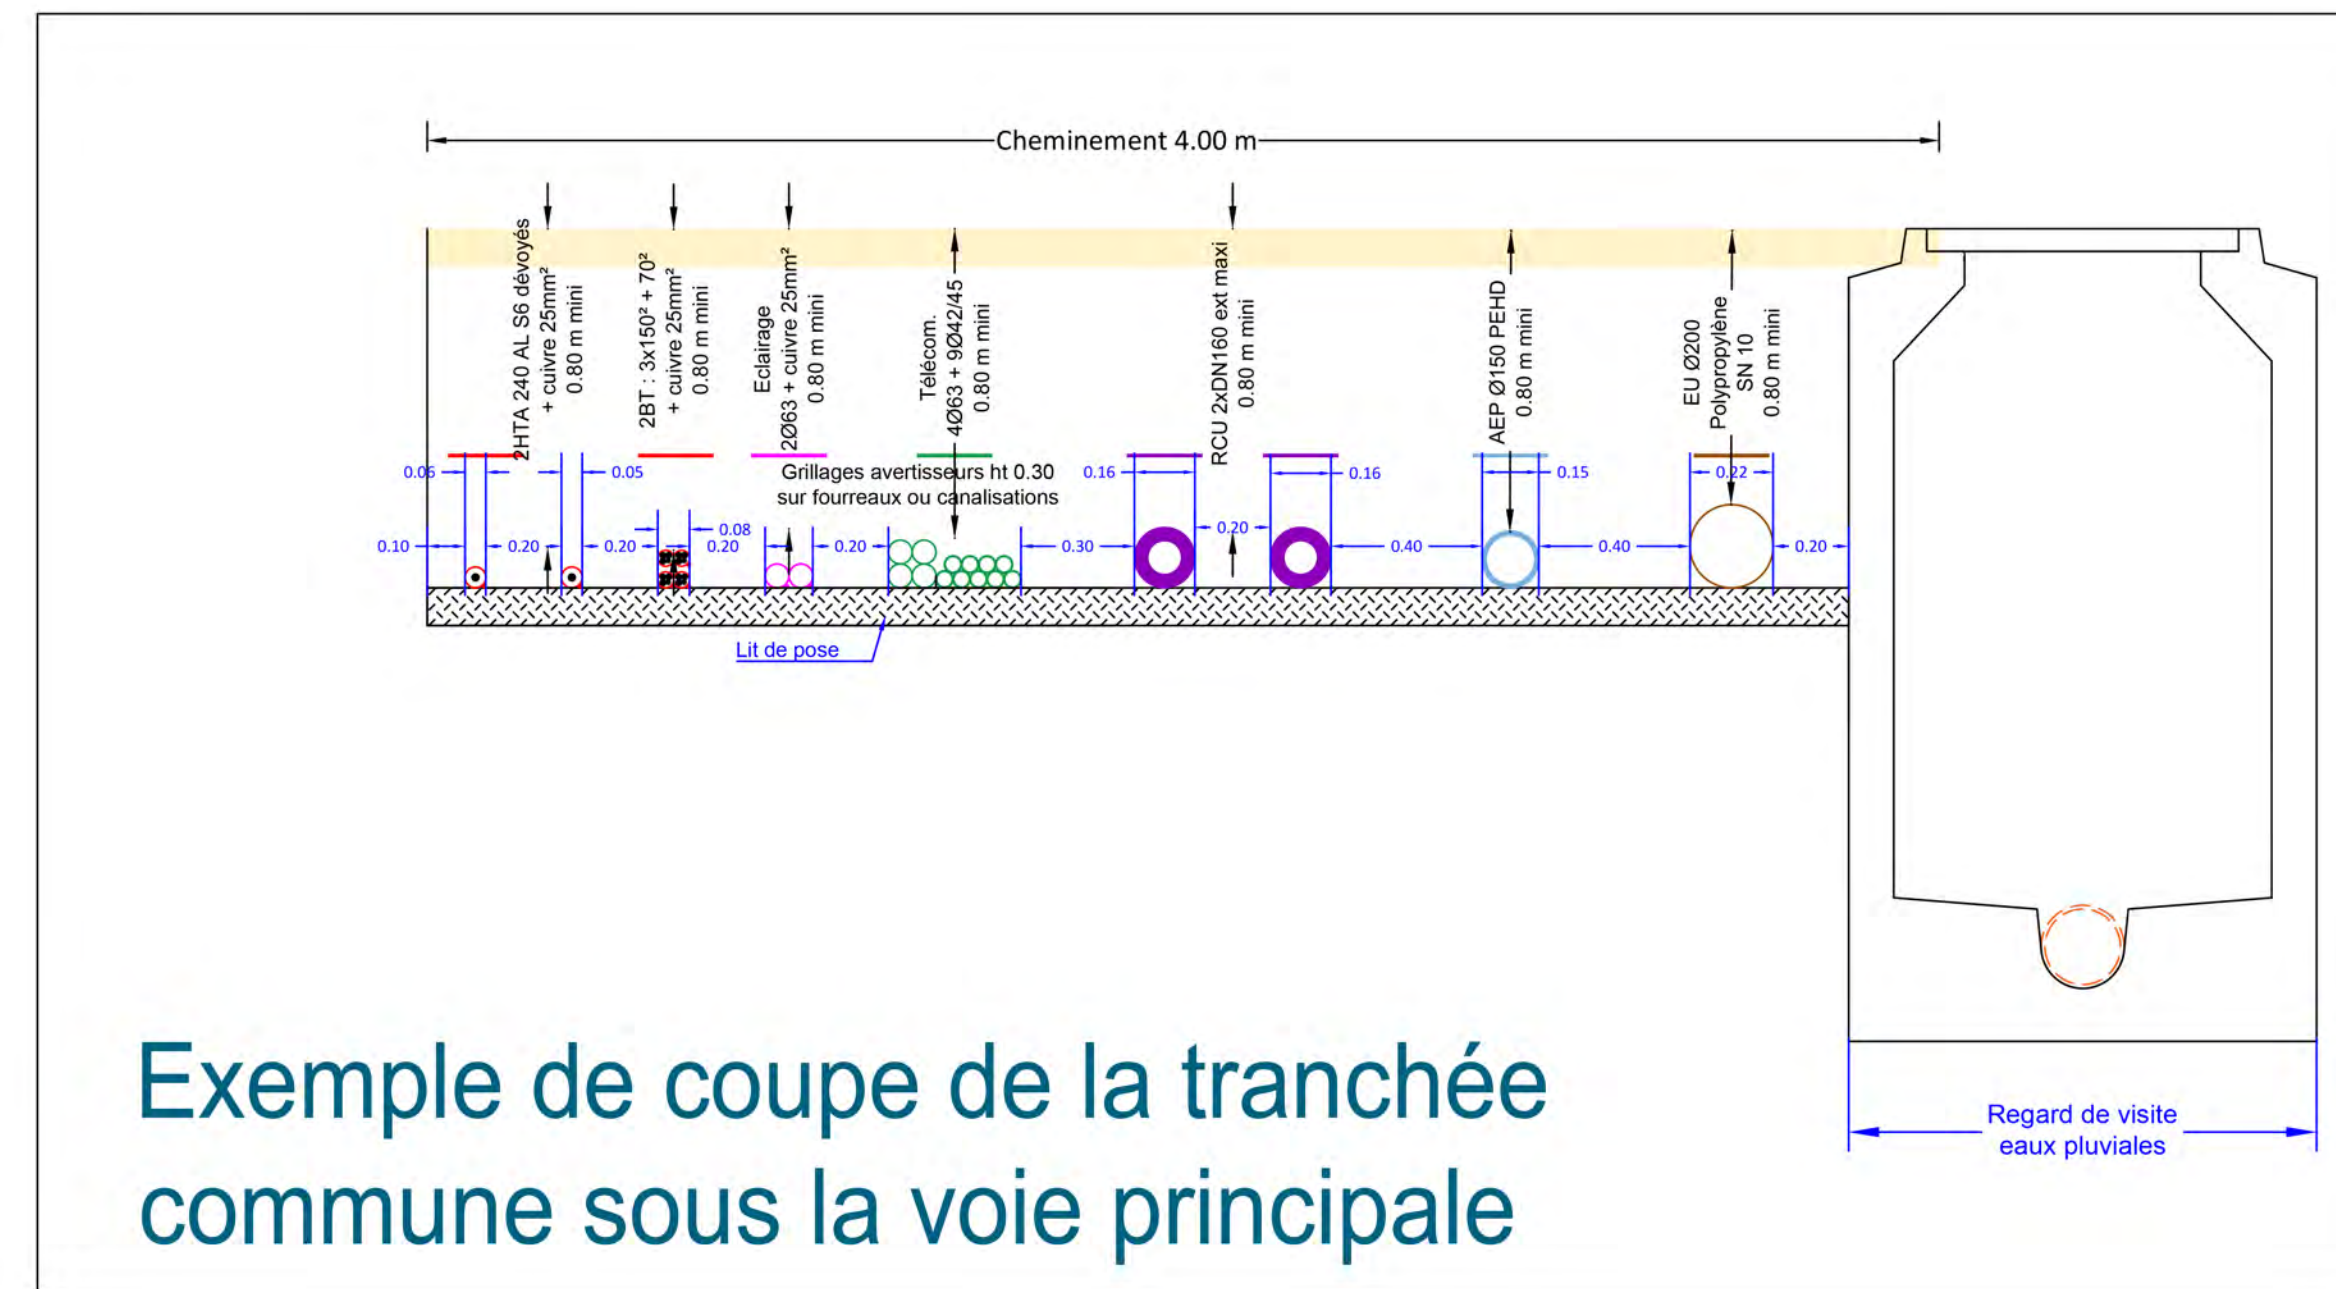 Cheminement 4.00 m
2HTA 240 AL S6 dévoyés
+ cuivre 25mm²
0.80 m mini
2BT : 3x150² + 70²
+ cuivre 25mm²
0.80 m mini
Eclairage
2Ø63 + cuivre 25mm²
0.80 m mini
Télécom.
4Ø63 + 9Ø42/45
0.80 m mini
RCU 2xDN160 ext maxi
0.80 m mini
AEP Ø150 PEHD
0.80 m mini
EU Ø200
Polypropylène
SN 10
0.80 m mini
0.05
0.16
0.16
0.15
0.22
Grillages avertisseurs ht 0.30
sur fourreaux ou canalisations
0.08
0.20
0.10
0.20
0.20
0.20
0.20
0.30
0.40
0.40
0.20
Lit de pose
Exemple de coupe de la tranchée
commune sous la voie principale
Regard de visite
eaux pluviales